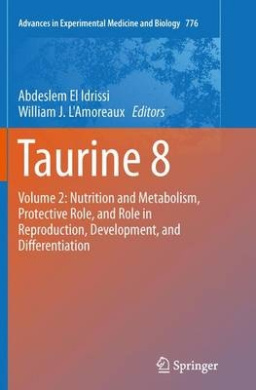 Advances in Experimental Medicine and Biology 776
Abdeslem El Idrissi
William J. L'Amoreaux Editors
Taurine 8
Volume 2: Nutrition and Metabolism,
Protective Role, and Role in
Reproduction, Development, and
Differentiation
Springer